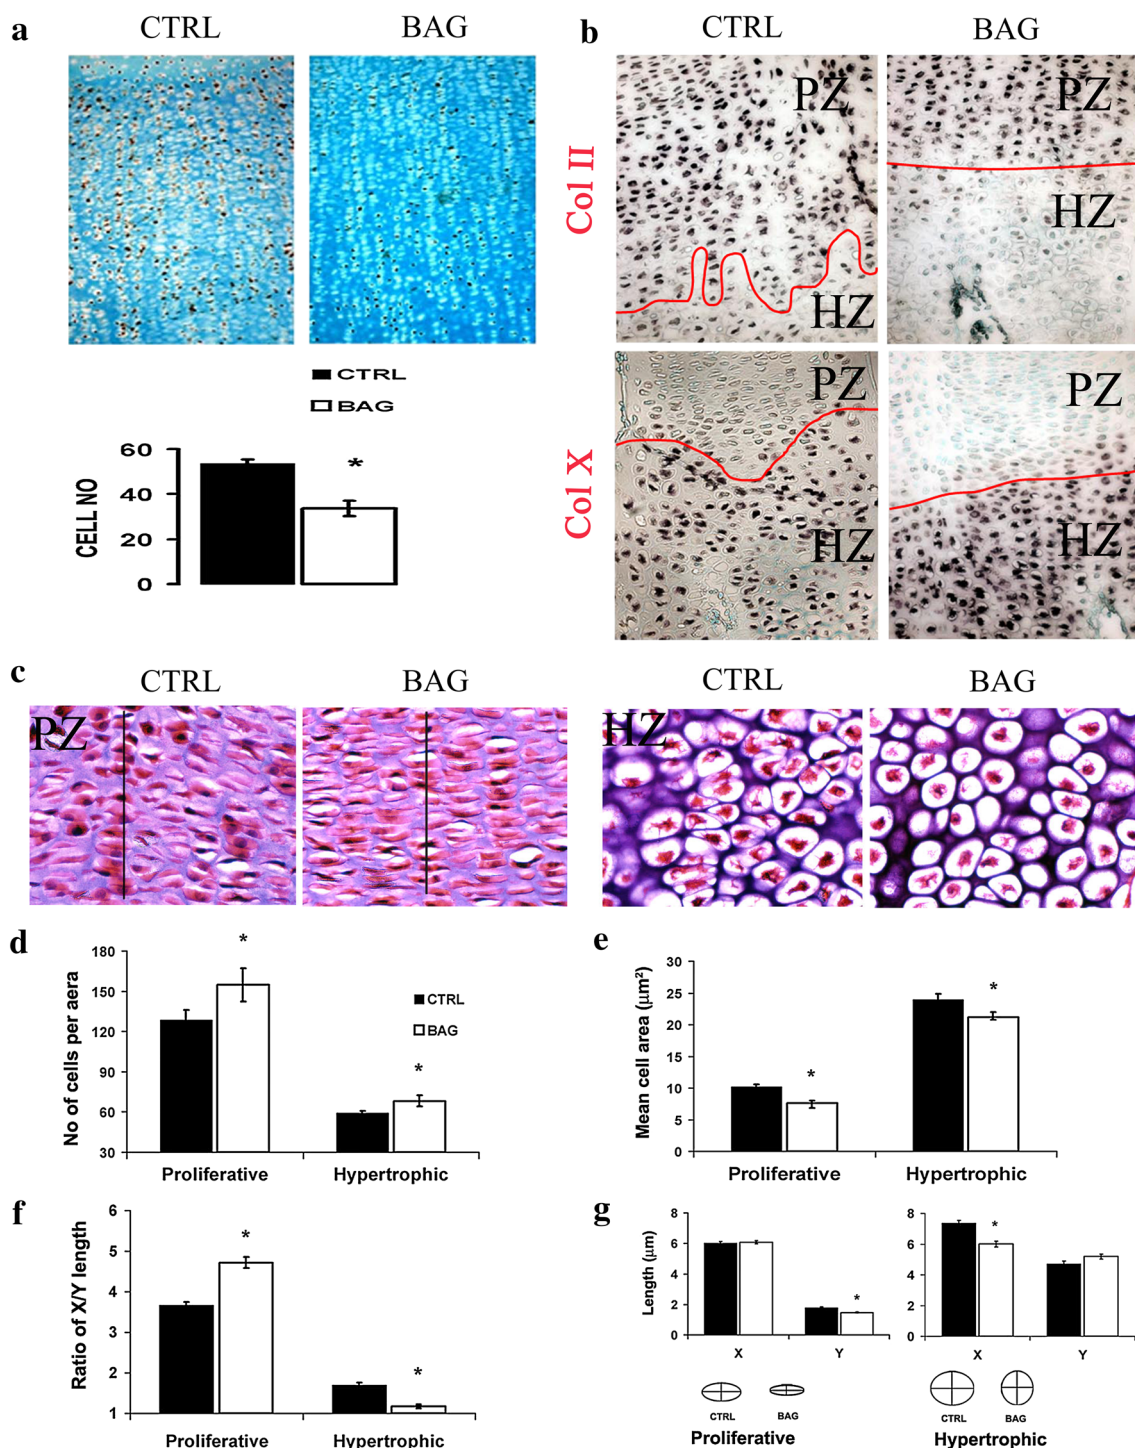 a
CTRL
BAG
CTRL
BAG
CELL NO
60
40
20
0
*
b
CTRL
BAG
Col II
PZ
HZ
PZ
HZ
Col X
PZ
HZ
PZ
HZ
c
CTRL
BAG
CTRL
BAG
PZ
HZ
d
No of cells per aera
180
150
120
90
60
30
*
*
CTRL
BAG
Proliferative
Hypertrophic
e
Mean cell area (μm²)
30
25
20
15
10
5
0
*
*
Proliferative
Hypertrophic
f
Ratio of X/Y length
6
5
4
3
2
1
*
*
Proliferative
Hypertrophic
g
Length (μm)
8
6
4
2
0
*
X
Y
CTRL
BAG
Proliferative
8
6
4
2
0
*
X
Y
CTRL
BAG
Hypertrophic